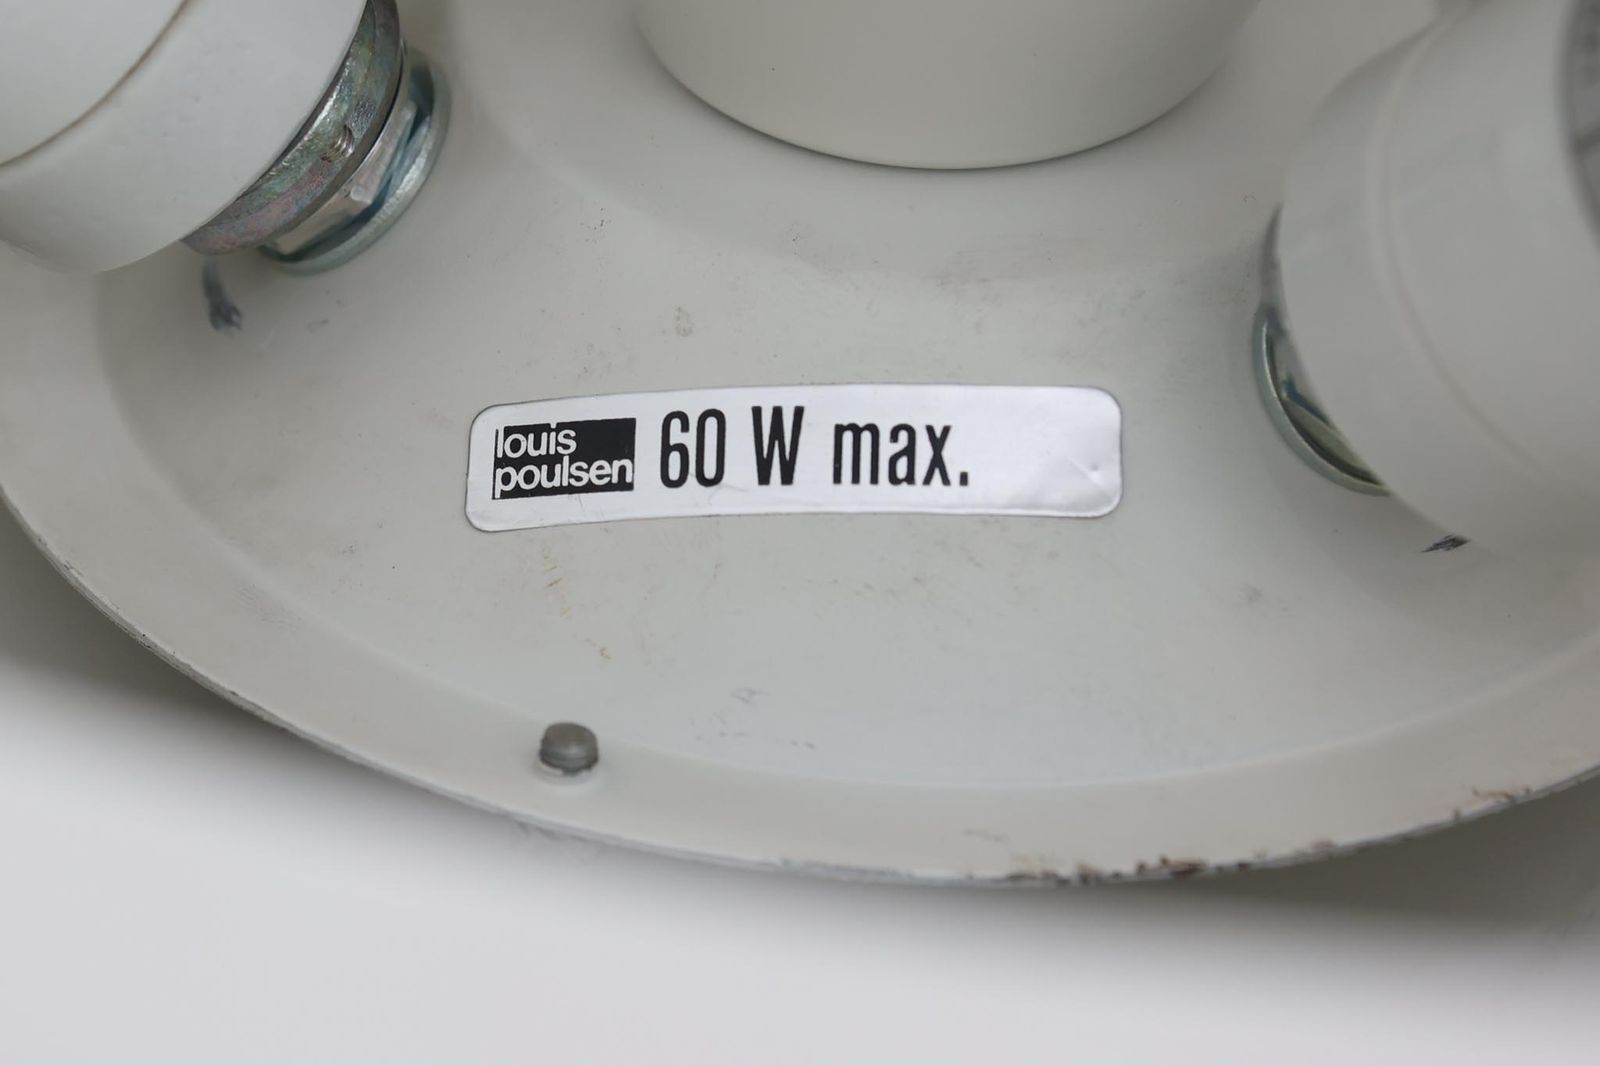 louis
poulsen
60 W max.